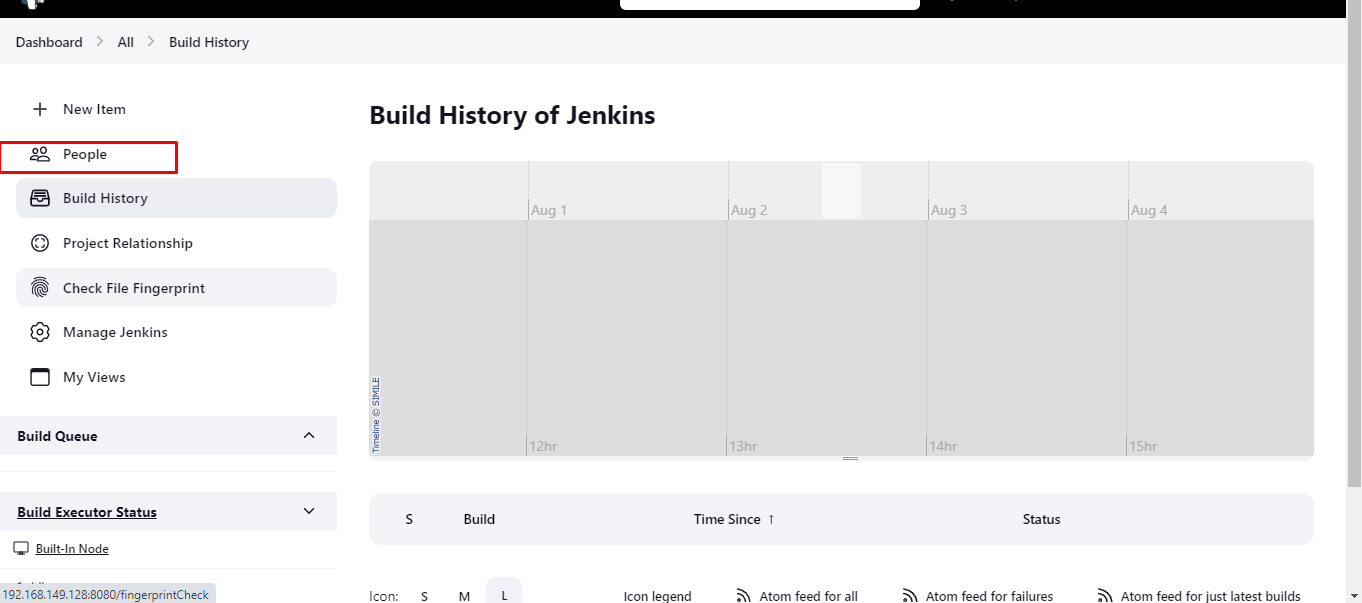 Dashboard > All > Build History
New Item
People
Build History
Project Relationship
Check File Fingerprint
Manage Jenkins
My Views
Build Queue
Build Executor Status
Built-In Node
192.168.149.128:8080/fingerprintCheck
Build History of Jenkins
Aug 1 Aug 2 Aug 3 Aug 4
Timeline © SIMILE
12hr 13hr 14hr 15hr
S Build Time Since ↑ Status
Icon: S M L Icon legend Atom feed for all Atom feed for failures Atom feed for just latest builds